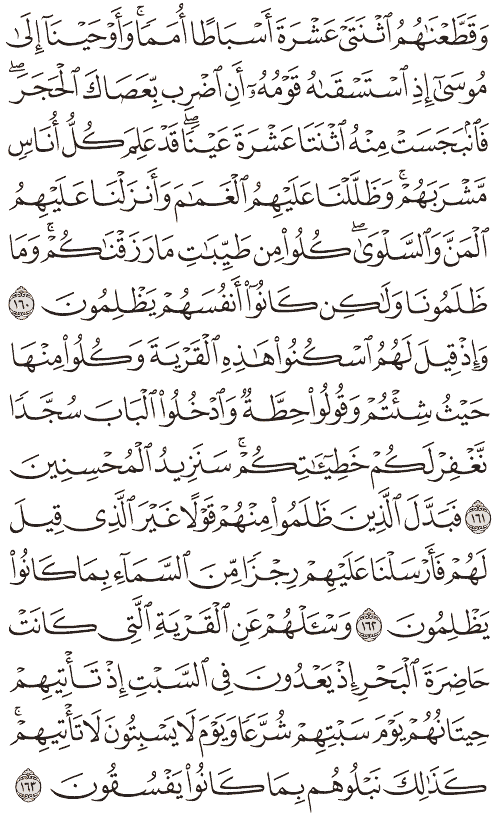 وَقَطَّعْنَٰهُمُ ٱثْنَتَىْ عَشْرَةَ أَسْبَاطًا أُمَمًا ۚ وَأَوْحَيْنَآ إِلَىٰ
مُوسَىٰٓ إِذِ ٱسْتَسْقَىٰهُ قَوْمُهُۥٓ أَنِ ٱضْرِب بِّعَصَاكَ ٱلْحَجَرَ ۖ
فَٱنۢبَجَسَتْ مِنْهُ ٱثْنَتَا عَشْرَةَ عَيْنًا ۖ قَدْ عَلِمَ كُلُّ أُنَاسٍ
مَّشْرَبَهُمْ ۚ وَظَلَّلْنَا عَلَيْهِمُ ٱلْغَمَٰمَ وَأَنزَلْنَا عَلَيْهِمُ
ٱلْمَنَّ وَٱلسَّلْوَىٰ ۖ كُلُوا۟ مِن طَيِّبَٰتِ مَا رَزَقْنَٰكُمْ ۚ وَمَا
ظَلَمُونَا وَلَٰكِن كَانُوٓا۟ أَنفُسَهُمْ يَظْلِمُونَ ١٦٠
وَإِذْ قِيلَ لَهُمُ ٱسْكُنُوا۟ هَٰذِهِ ٱلْقَرْيَةَ وَكُلُوا۟ مِنْهَا
حَيْثُ شِئْتُمْ وَقُولُوا۟ حِطَّةٌ وَٱدْخُلُوا۟ ٱلْبَابَ سُجَّدًا
نَّغْفِرْ لَكُمْ خَطِيٓـَٰٔتِكُمْ ۚ سَنَزِيدُ ٱلْمُحْسِنِينَ
١٦١ فَبَدَّلَ ٱلَّذِينَ ظَلَمُوا۟ مِنْهُمْ قَوْلًا غَيْرَ ٱلَّذِى قِيلَ
لَهُمْ فَأَرْسَلْنَا عَلَيْهِمْ رِجْزًا مِّنَ ٱلسَّمَآءِ بِمَا كَانُوا۟
يَظْلِمُونَ ١٦٢ وَسْـَٔلْهُمْ عَنِ ٱلْقَرْيَةِ ٱلَّتِى كَانَتْ
حَاضِرَةَ ٱلْبَحْرِ إِذْ يَعْدُونَ فِى ٱلسَّبْتِ إِذْ تَأْتِيهِمْ
حِيتَانُهُمْ يَوْمَ سَبْتِهِمْ شُرَّعًا وَيَوْمَ لَا يَسْبِتُونَ لَا تَأْتِيهِمْ ۚ
كَذَٰلِكَ نَبْلُوهُم بِمَا كَانُوا۟ يَفْسُقُونَ ١٦٣